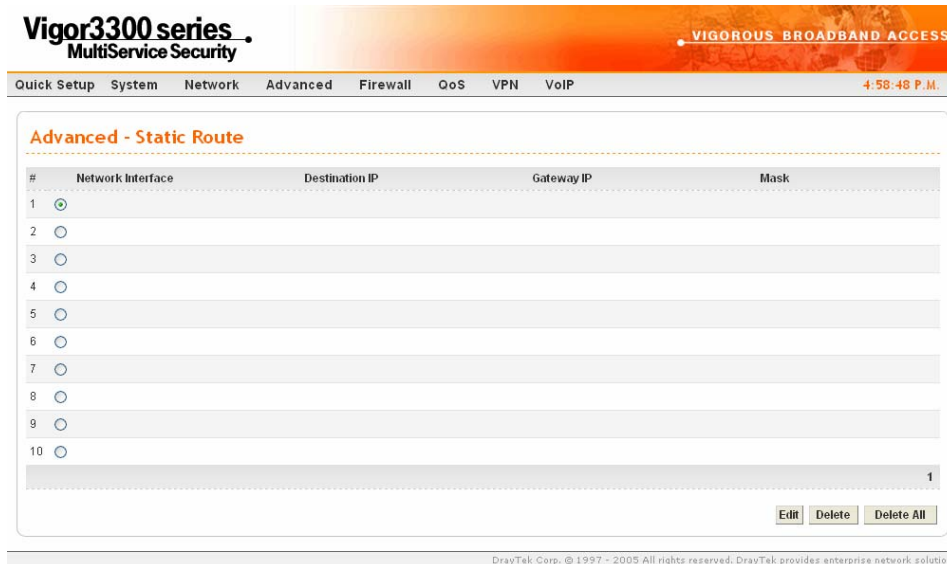 Vigor3300 series
MultiService Security
VIGOROUS BROADBAND ACCESS
Quick Setup System Network Advanced Firewall QoS VPN VoIP 4:58:48 P.M.
Advanced - Static Route
# Network Interface Destination IP Gateway IP Mask
1
2
3
4
5
6
7
8
9
10
1
Edit Delete Delete All
DrayTek Corp. © 1997 - 2005 All rights reserved. DrayTek provides enterprise network solutio